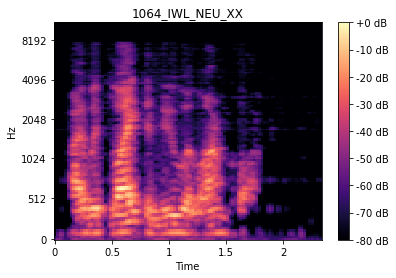 1064_IWL_NEU_XX
8192
4096
2048
1024
512
0
Hz
0 0.5 1 1.5 2
Time
+0 dB
-10 dB
-20 dB
-30 dB
-40 dB
-50 dB
-60 dB
-70 dB
-80 dB